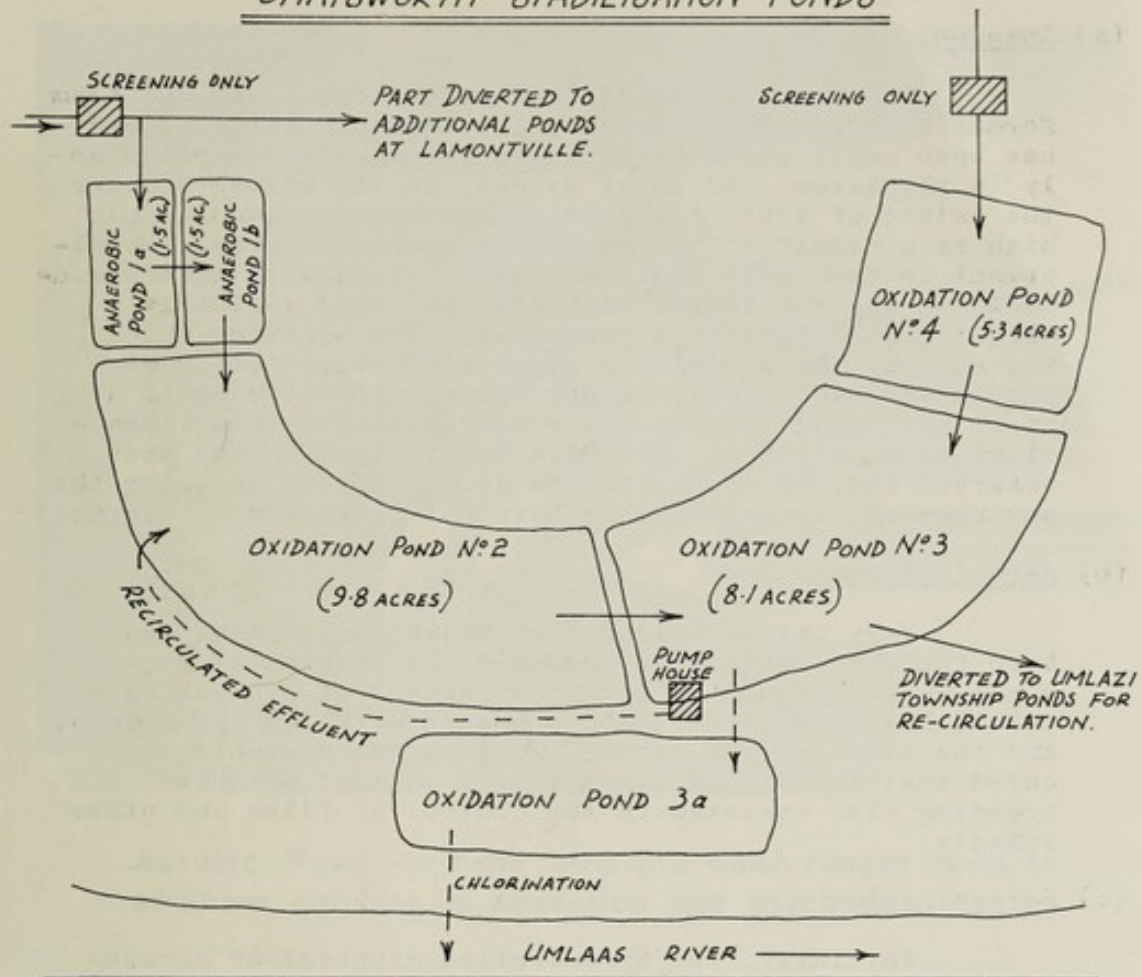 CHATSWORTH STABILISATION PONDS
SCREENING ONLY
PART DIVERTED TO
ADDITIONAL PONDS
AT LAMONTVILLE.
SCREENING ONLY
ANAEROBIC
POND 1a
(1·5 AC)
(1·5 AC)
ANAEROBIC
POND 1b
OXIDATION POND
Nº 4 (5·3 ACRES)
OXIDATION POND Nº 2
(9·8 ACRES)
OXIDATION POND Nº 3
(8·1 ACRES)
RECIRCULATED EFFLUENT
PUMP
HOUSE
DIVERTED TO UMLAZI
TOWNSHIP PONDS FOR
RE-CIRCULATION.
OXIDATION POND 3a
CHLORINATION
UMLAAS RIVER